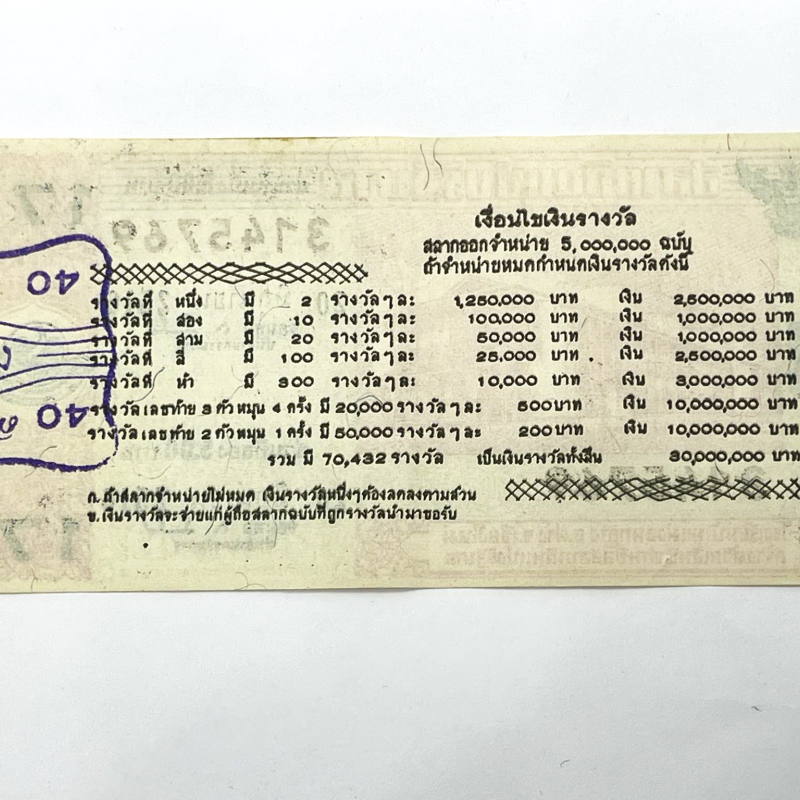 เงื่อนไขเงินรางวัล
สลากออกจำหน่าย 5,000,000 ฉบับ
ถ้าจำหน่ายหมดกำหนดเงินรางวัลดังนี้
รางวัลที่ หนึ่ง มี 2 รางวัลๆละ 1,250,000 บาท เงิน 2,500,000 บาท
รางวัลที่ สอง มี 10 รางวัลๆละ 100,000 บาท เงิน 1,000,000 บาท
รางวัลที่ สาม มี 20 รางวัลๆละ 50,000 บาท เงิน 1,000,000 บาท
รางวัลที่ สี่ มี 100 รางวัลๆละ 25,000 บาท เงิน 2,500,000 บาท
รางวัลที่ ห้า มี 300 รางวัลๆละ 10,000 บาท เงิน 3,000,000 บาท
รางวัลเลขท้าย 3 ตัวหมุน 4 ครั้ง มี 20,000 รางวัลๆละ 500 บาท เงิน 10,000,000 บาท
รางวัลเลขท้าย 2 ตัวหมุน 1 ครั้ง มี 50,000 รางวัลๆละ 200 บาท เงิน 10,000,000 บาท
รวม มี 70,432 รางวัล เป็นเงินรางวัลทั้งสิ้น 30,000,000 บาท
ก. ถ้าสลากจำหน่ายไม่หมด เงินรางวัลหนึ่งๆต้องลดลงตามส่วน
ข. เงินรางวัลจะจ่ายแก่ผู้ถือสลากฉบับที่ถูกรางวัลนำมาขอรับ
40
40
3145769
17
17